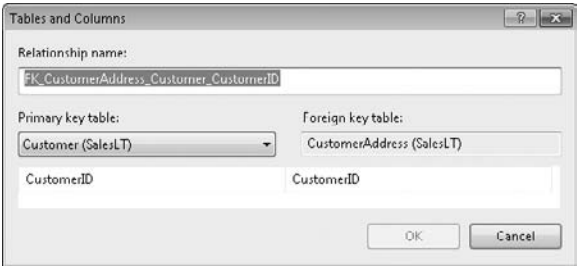 Tables and Columns
Relationship name:
FK_CustomerAddress_Customer_CustomerID
Primary key table:
Foreign key table:
Customer (SalesLT)
CustomerAddress (SalesLT)
CustomerID
CustomerID
OK
Cancel